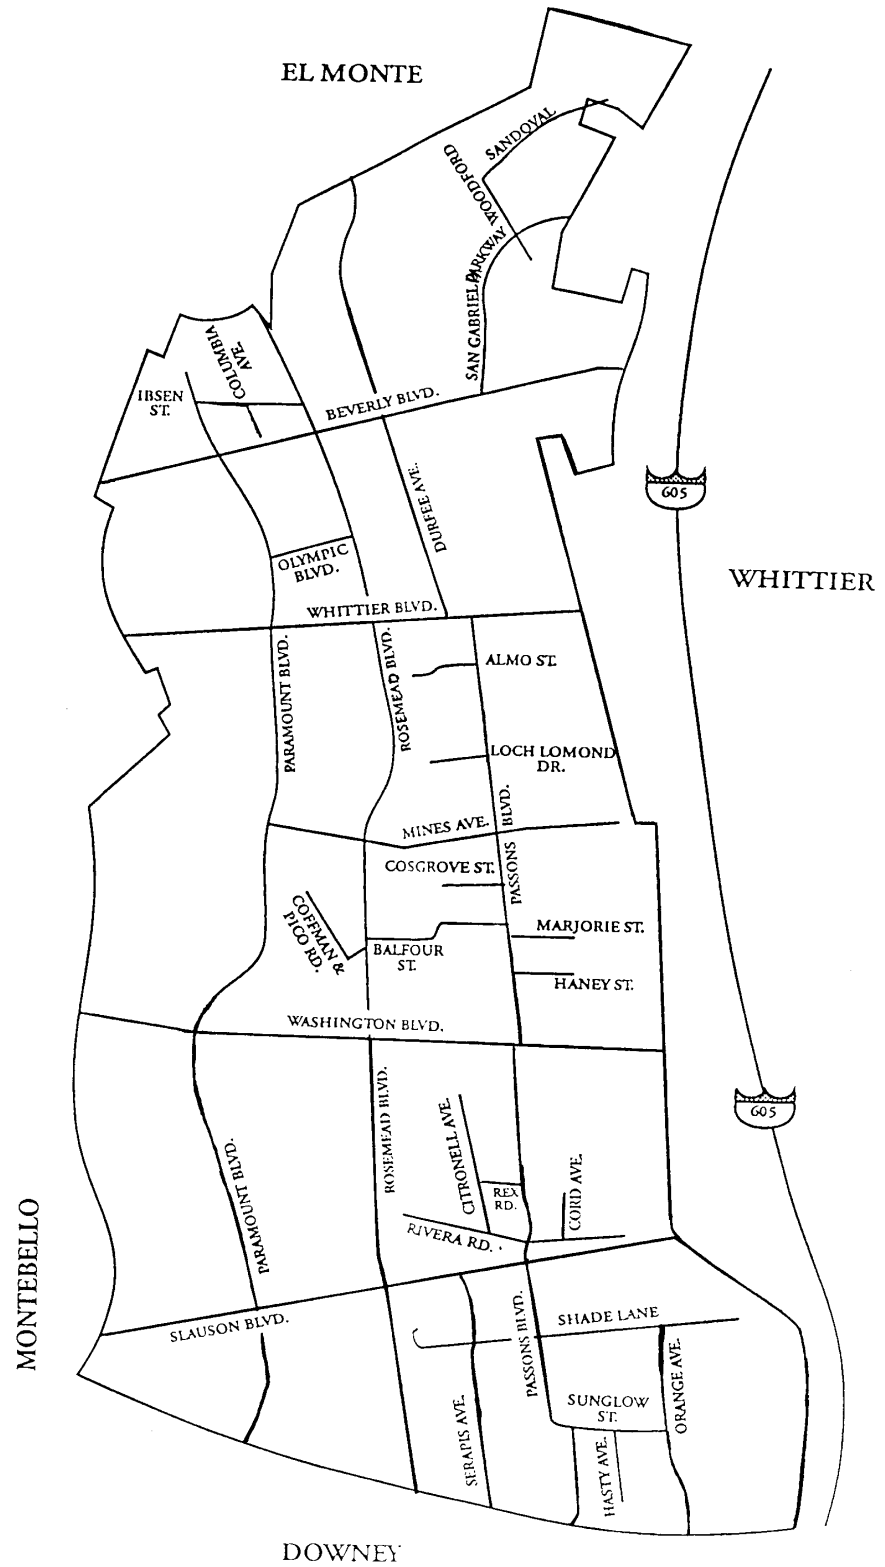 EL MONTE
SANDOVAL
WOODFORD
SAN GABRIEL PARKWAY
COLUMBIA
AVE.
IBSEN
ST.
BEVERLY BLVD.
DURFEE AVE.
605
OLYMPIC
BLVD.
WHITTIER
WHITTIER BLVD.
PARAMOUNT BLVD.
ROSEMEAD BLVD.
ALMO ST.
LOCH LOMOND
DR.
PASSONS BLVD.
MINES AVE.
COSGROVE ST.
COFFMAN &
PICO RD.
BALFOUR
ST.
MARJORIE ST.
HANEY ST.
WASHINGTON BLVD.
ROSEMEAD BLVD.
605
CITRONELL AVE.
PARAMOUNT BLVD.
REX
RD.
CORD AVE.
RIVERA RD.
MONTEBELLO
SLAUSON BLVD.
PASSONS BLVD.
SHADE LANE
ORANGE AVE.
SERAPIS AVE.
SUNGLOW
ST.
HASTY AVE.
DOWNEY